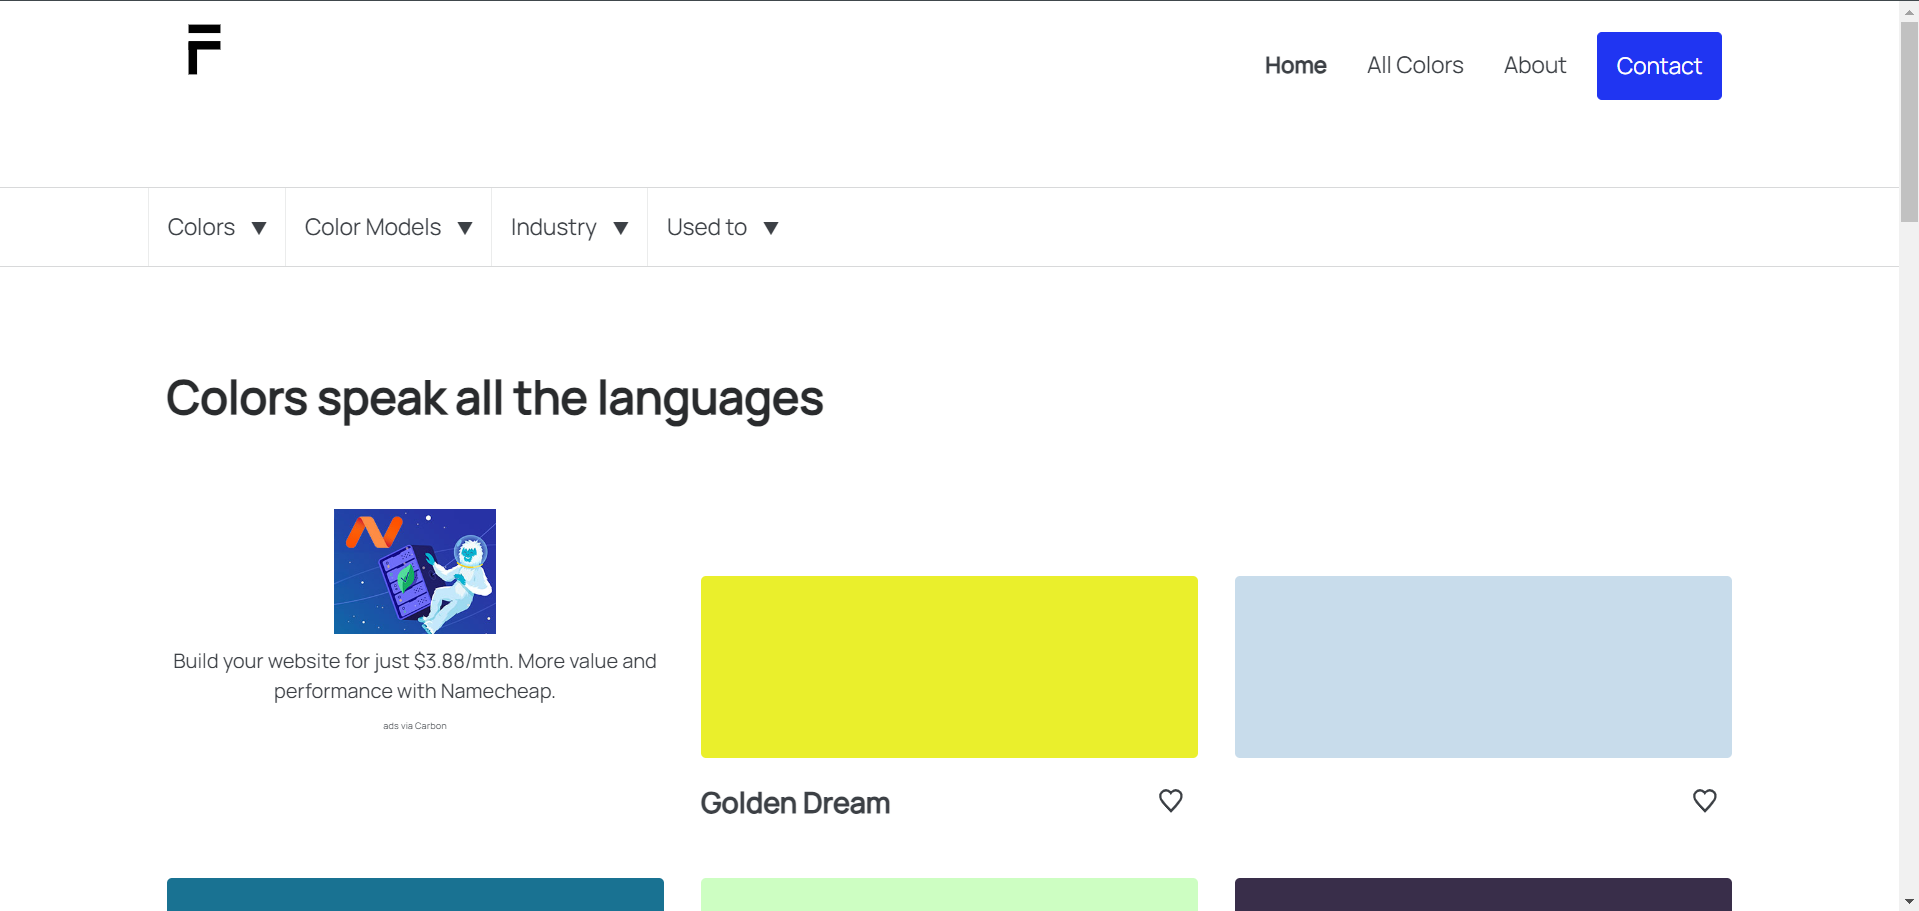 F
Home All Colors About Contact
Colors ▼ Color Models ▼ Industry ▼ Used to ▼
Colors speak all the languages
Build your website for just $3.88/mth. More value and
performance with Namecheap.
ads via Carbon
Golden Dream